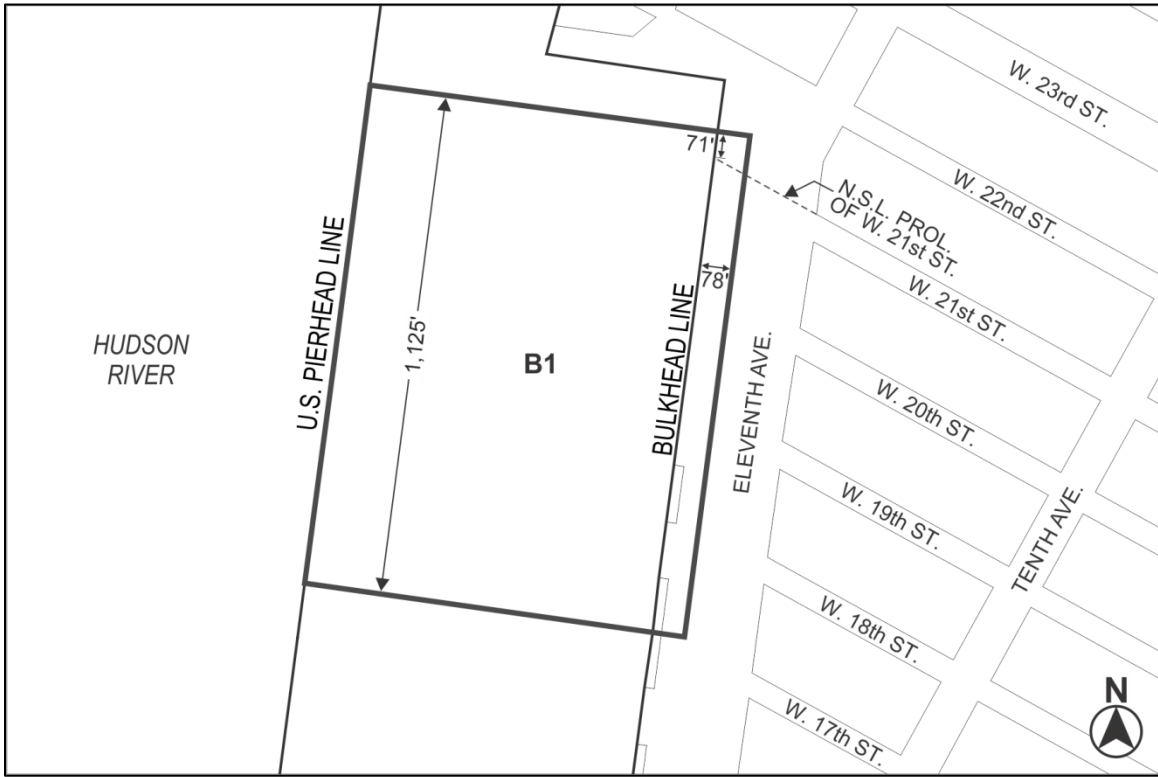 W. 23rd ST.
71'
W. 22nd ST.
N.S.L. PROL.
OF W. 21st ST.
U.S. PIERHEAD LINE
78'
W. 21st ST.
HUDSON
RIVER
1,125'
B1
BULKHEAD LINE
ELEVENTH AVE.
W. 20th ST.
W. 19th ST.
TENTH AVE.
W. 18th ST.
N
W. 17th ST.